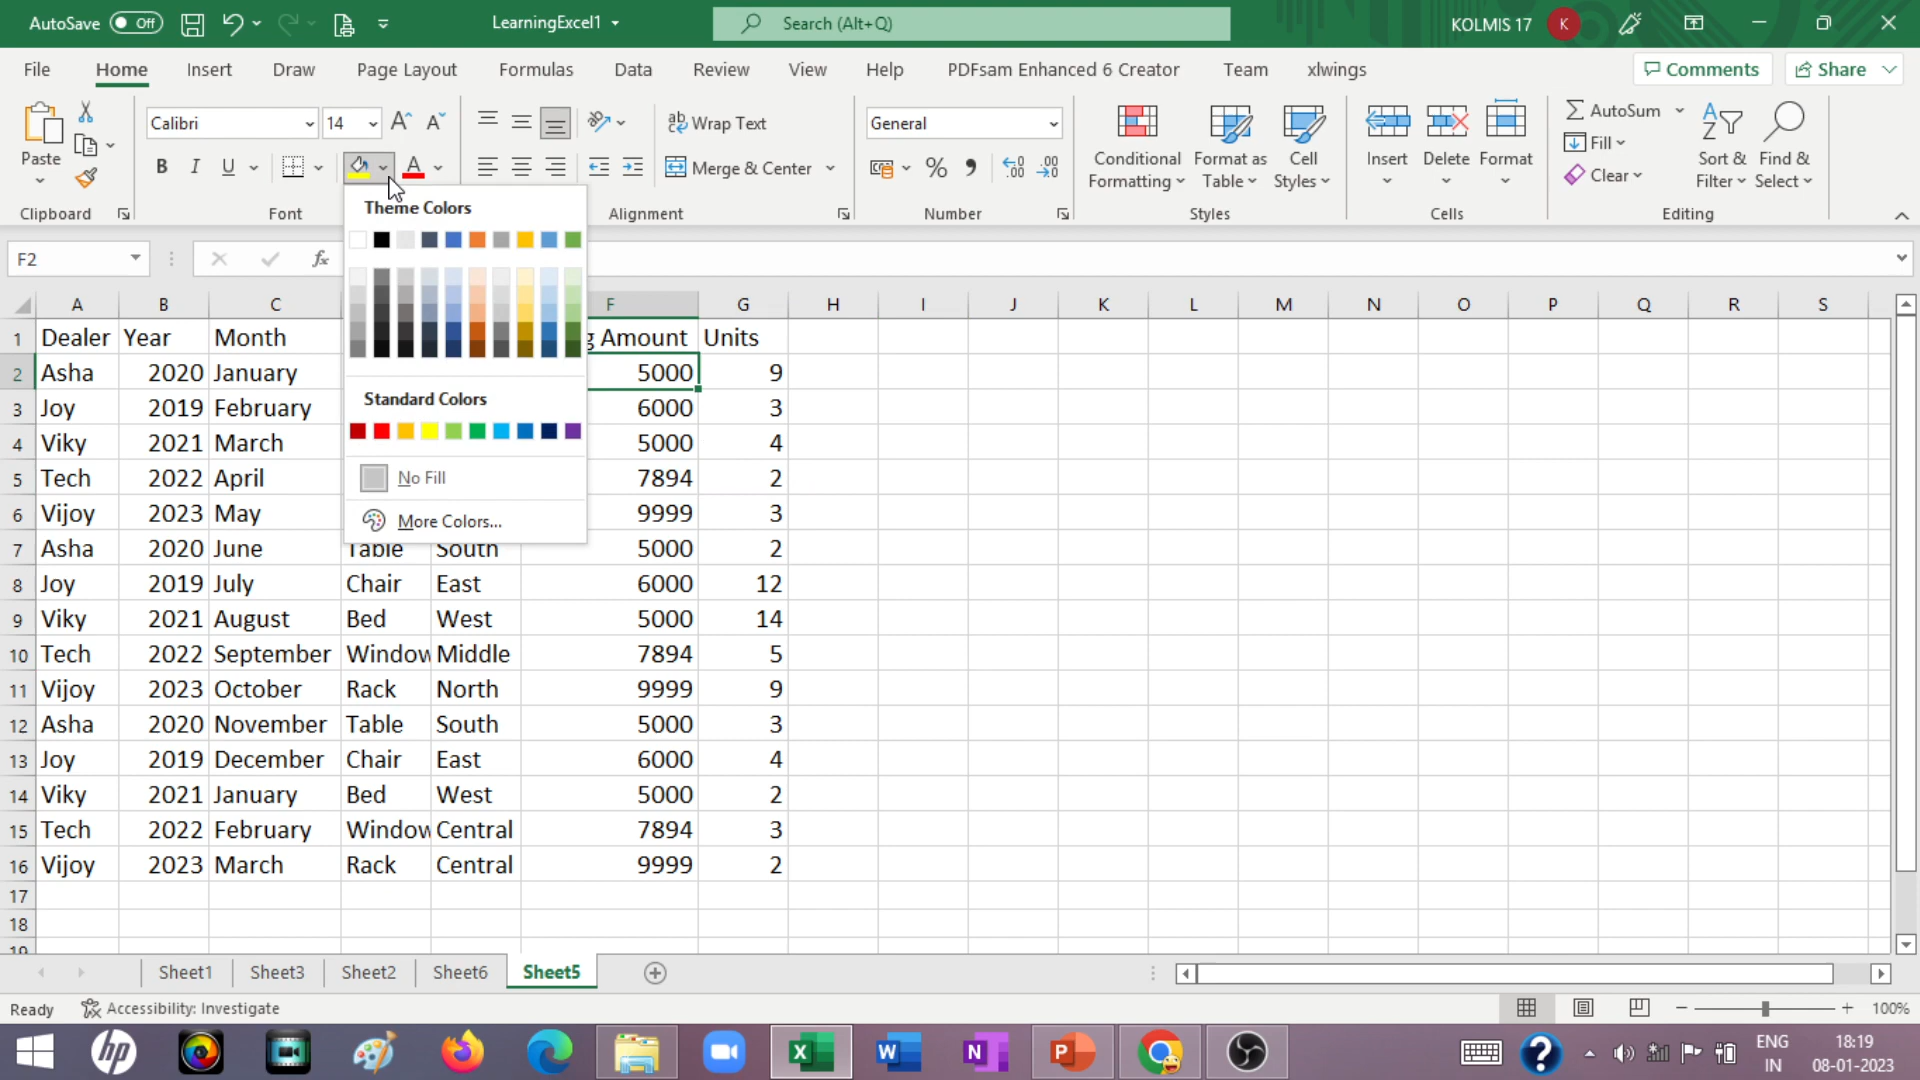 AutoSave Off LearningExcel1 Search (Alt+Q) KOLMIS 17 K
File Home Insert Draw Page Layout Formulas Data Review View Help PDFsam Enhanced 6 Creator Team xlwings Comments Share
Paste Calibri 14 B I U A Wrap Text Merge & Center General % Conditional Formatting Format as Table Cell Styles Insert Delete Format AutoSum Fill Clear Sort & Filter Find & Select
Clipboard Font Alignment Number Styles Cells Editing
F2 fx
Theme Colors
Standard Colors
No Fill
More Colors...
A B C F G H I J K L M N O P Q R S
1 Dealer Year Month g Amount Units
2 Asha 2020 January 5000 9
3 Joy 2019 February 6000 3
4 Viky 2021 March 5000 4
5 Tech 2022 April 7894 2
6 Vijoy 2023 May 9999 3
7 Asha 2020 June Table South 5000 2
8 Joy 2019 July Chair East 6000 12
9 Viky 2021 August Bed West 5000 14
10 Tech 2022 September Window Middle 7894 5
11 Vijoy 2023 October Rack North 9999 9
12 Asha 2020 November Table South 5000 3
13 Joy 2019 December Chair East 6000 4
14 Viky 2021 January Bed West 5000 2
15 Tech 2022 February Window Central 7894 3
16 Vijoy 2023 March Rack Central 9999 2
17
18
19
Sheet1 Sheet3 Sheet2 Sheet6 Sheet5
Ready Accessibility: Investigate 100%
hp X W N P ? ENG 18:19
IN 08-01-2023